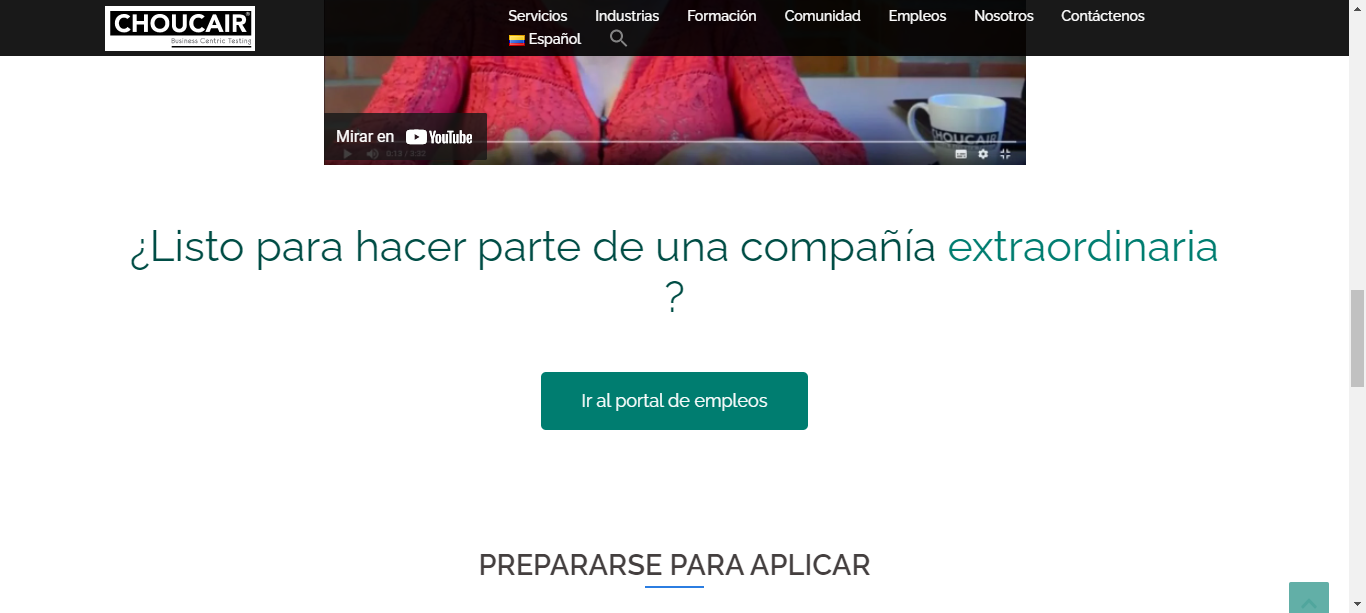 CHOUCAIR
Business Centric Testing
Servicios Industrias Formación Comunidad Empleos Nosotros Contáctenos
Español
CHOUCAIR
Mirar en YouTube
0:13 / 3:32
¿Listo para hacer parte de una compañía extraordinaria
?
Ir al portal de empleos
PREPARARSE PARA APLICAR